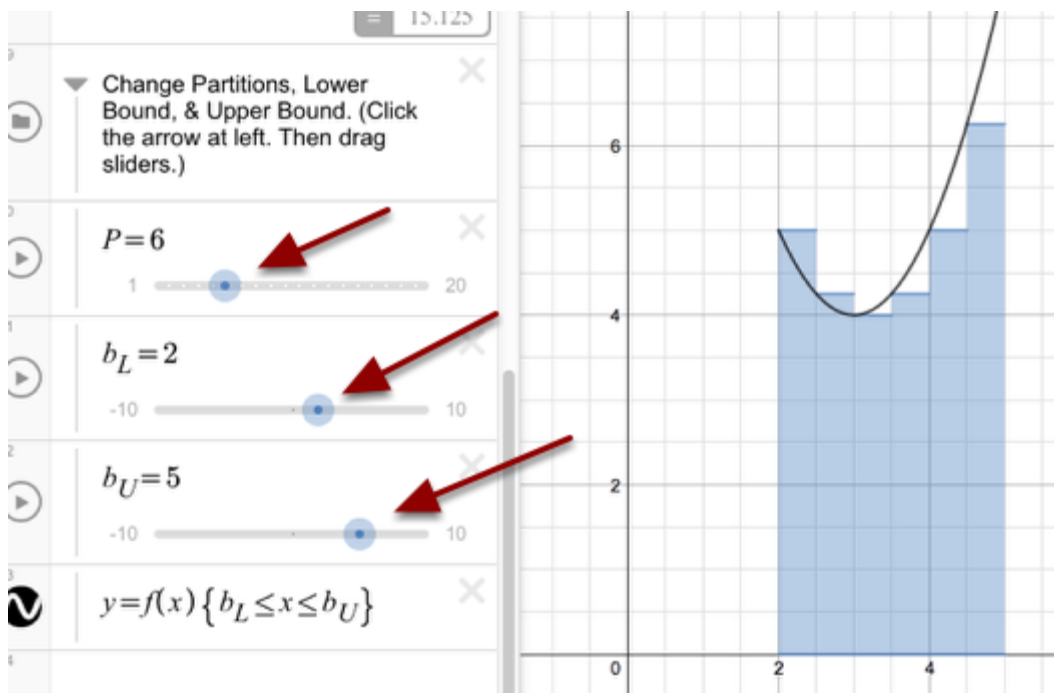 = 15.125
Change Partitions, Lower
Bound, & Upper Bound. (Click
the arrow at left. Then drag
sliders.)
P=6
1 20
b_L=2
-10 10
b_U=5
-10 10
y=f(x){b_L≤x≤b_U}
6
4
2
0 2 4